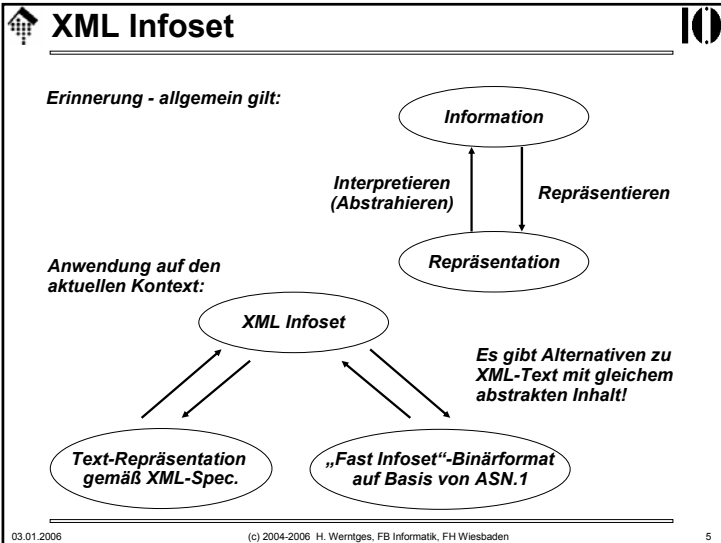 XML Infoset
Erinnerung - allgemein gilt:
Information
Interpretieren
(Abstrahieren)
Repräsentieren
Repräsentation
Anwendung auf den
aktuellen Kontext:
XML Infoset
Es gibt Alternativen zu
XML-Text mit gleichem
abstrakten Inhalt!
Text-Repräsentation
gemäß XML-Spec.
„Fast Infoset“-Binärformat
auf Basis von ASN.1
03.01.2006
(c) 2004-2006 H. Werntges, FB Informatik, FH Wiesbaden
5